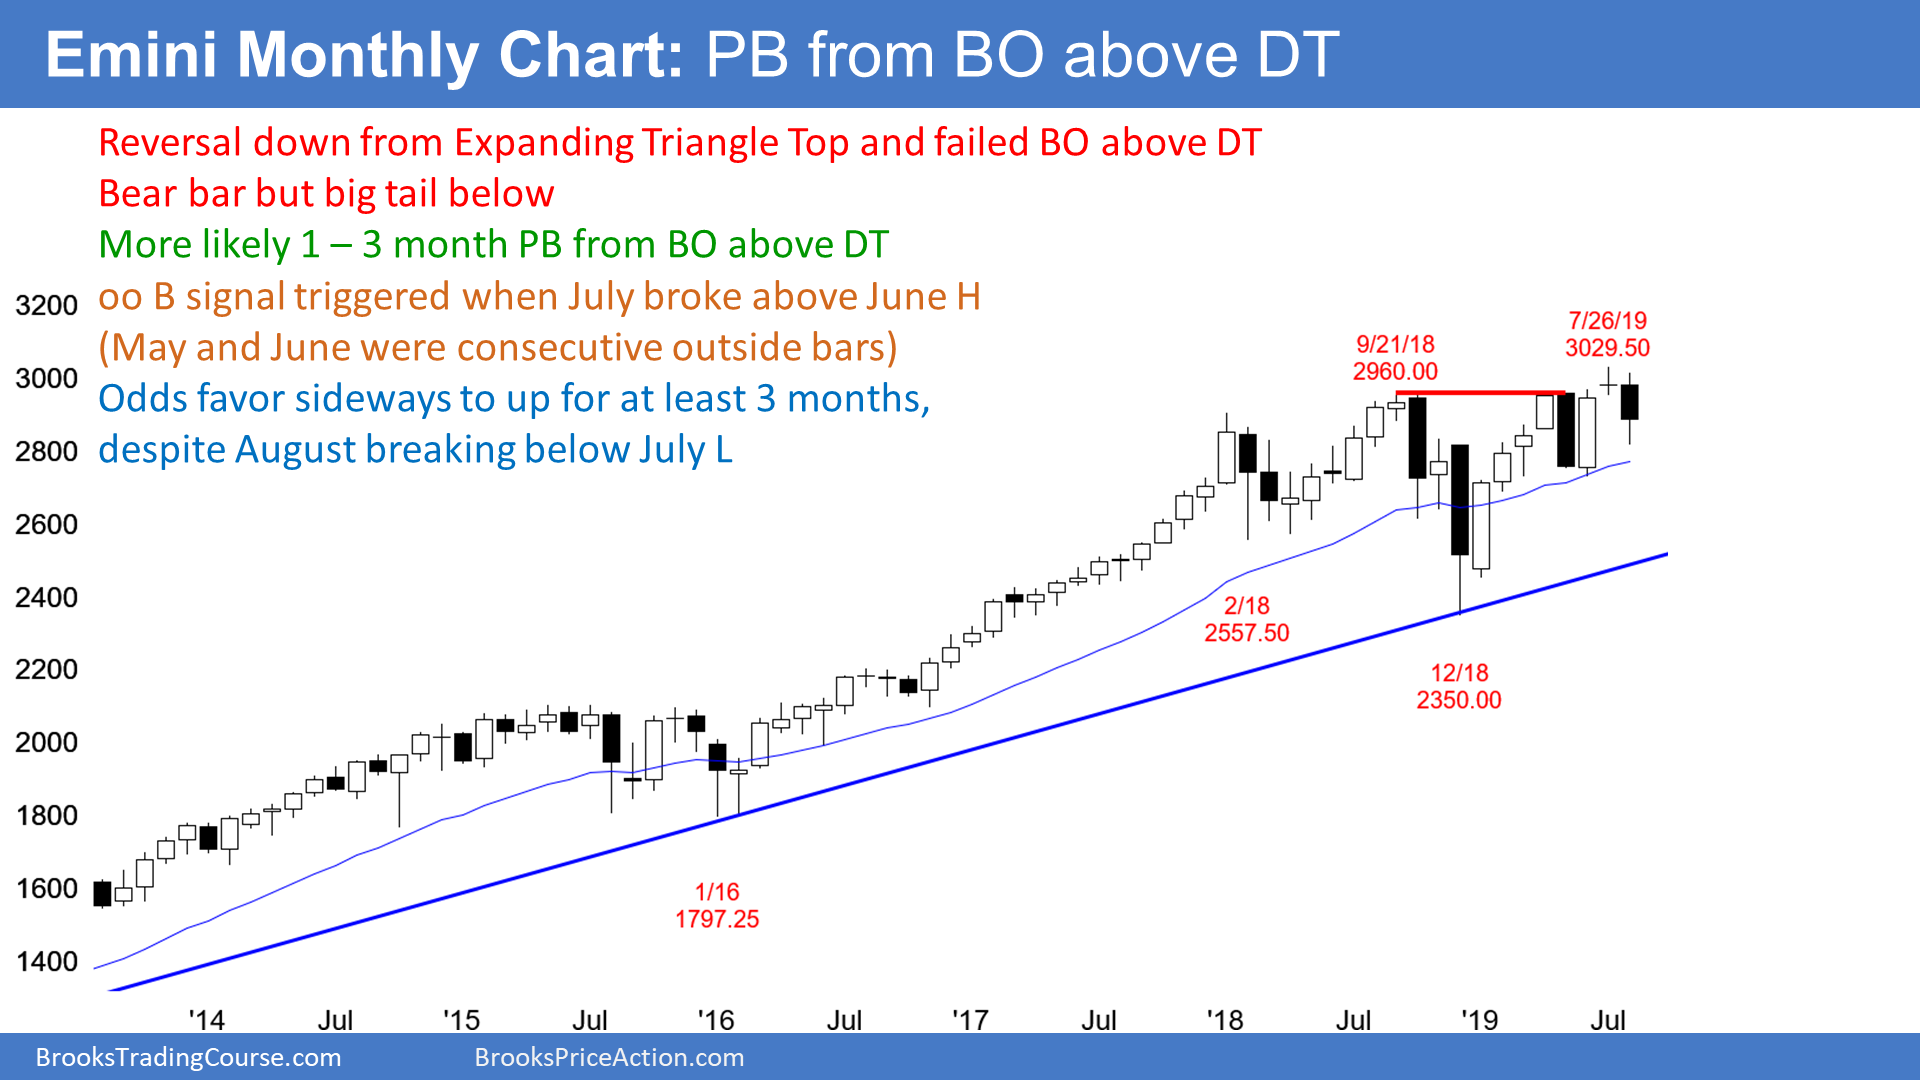 Emini Monthly Chart: PB from BO above DT
Reversal down from Expanding Triangle Top and failed BO above DT
Bear bar but big tail below
More likely 1 – 3 month PB from BO above DT
oo B signal triggered when July broke above June H
(May and June were consecutive outside bars)
Odds favor sideways to up for at least 3 months,
despite August breaking below July L
3200
3000
2800
2600
2400
2200
2000
1800
1600
1400
7/26/19
3029.50
9/21/18
2960.00
2/18
2557.50
12/18
2350.00
1/16
1797.25
'14 Jul '15 Jul '16 Jul '17 Jul '18 Jul '19 Jul
BrooksTradingCourse.com BrooksPriceAction.com